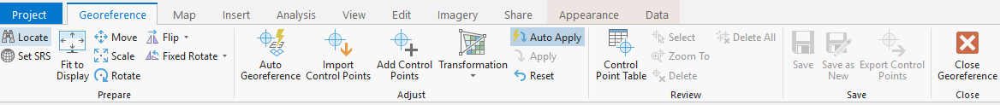 Project Georeference Map Insert Analysis View Edit Imagery Share Appearance Data
Locate
Set SRS
Fit to
Display
Move
Scale
Rotate
Flip
Fixed Rotate
Prepare
Auto
Georeference
Import
Control Points
Add Control
Points
Transformation
Auto Apply
Apply
Reset
Adjust
Control
Point Table
Select
Zoom To
Delete
Delete All
Review
Save
Save as
New
Export Control
Points
Save
Close
Georeference
Close